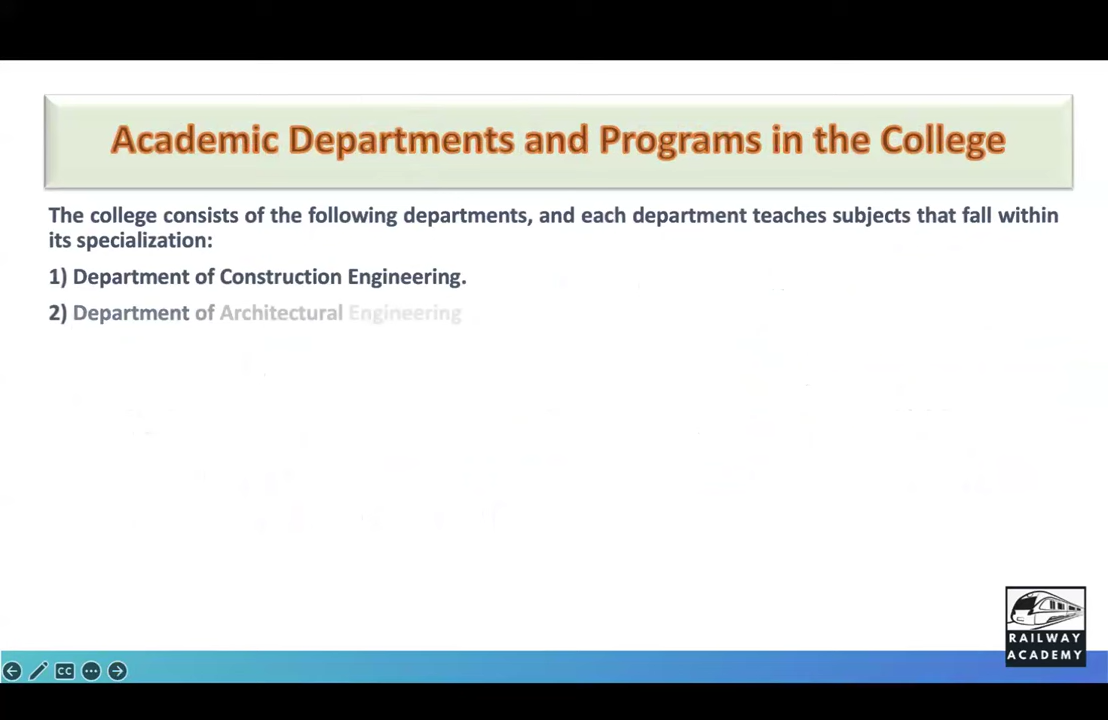 Academic Departments and Programs in the College
The college consists of the following departments, and each department teaches subjects that fall within
its specialization:
1) Department of Construction Engineering.
2) Department of Architectural Engineering
RAILWAY
ACADEMY
CC